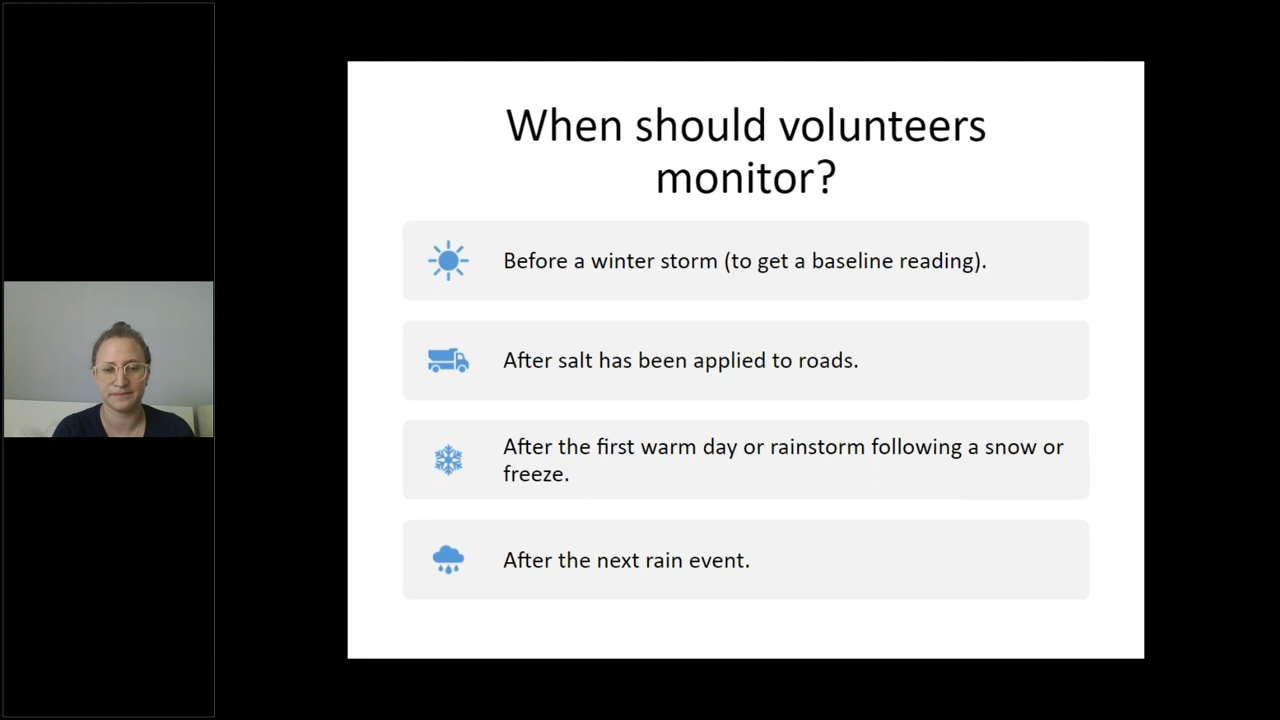 When should volunteers
monitor?
Before a winter storm (to get a baseline reading).
After salt has been applied to roads.
After the first warm day or rainstorm following a snow or
freeze.
After the next rain event.